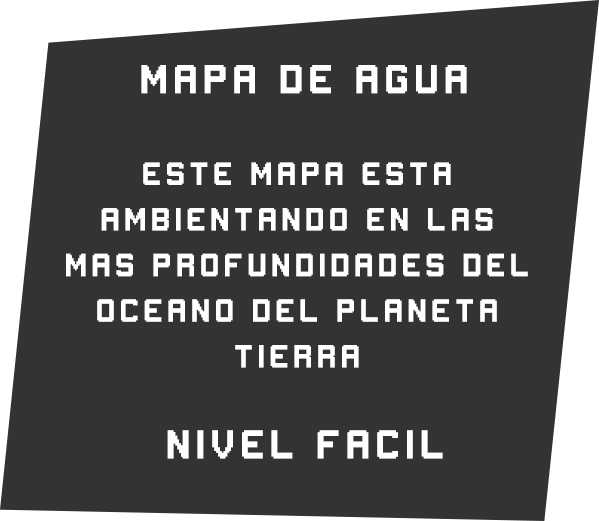 MAPA DE AGUA
ESTE MAPA ESTA
AMBIENTANDO EN LAS
MAS PROFUNDIDADES DEL
OCEANO DEL PLANETA
TIERRA
NIVEL FACIL